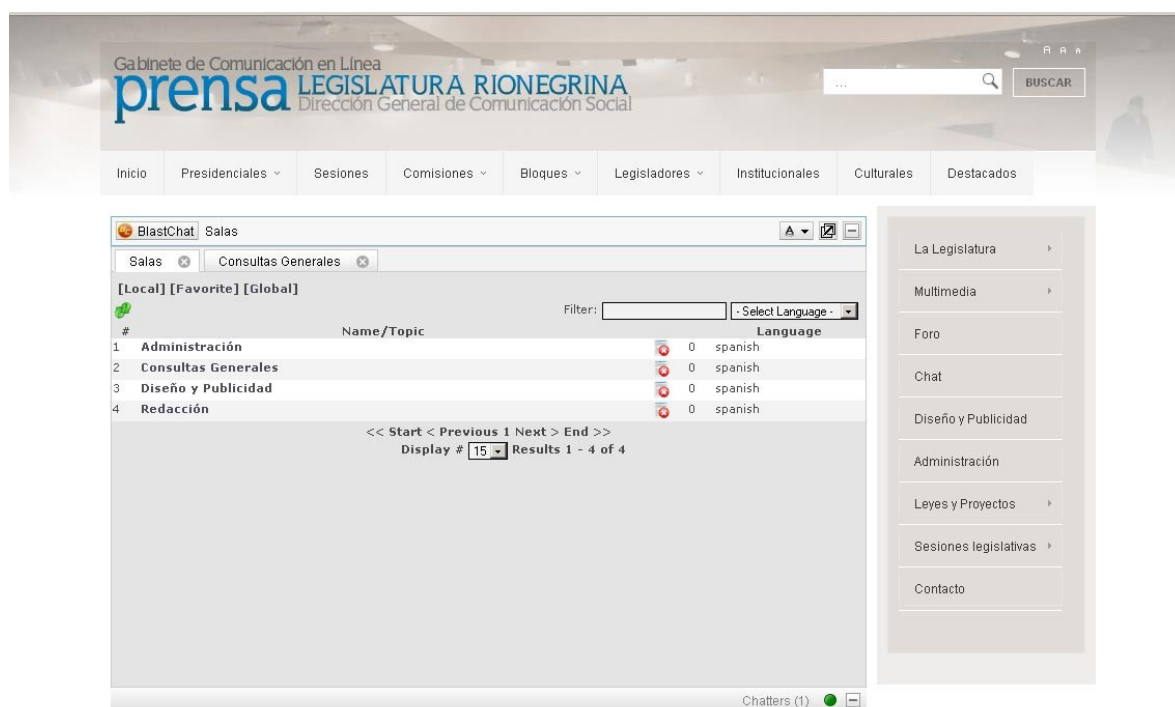 Gabinete de Comunicación en Línea
prensa LEGISLATURA RIONEGRINA
Dirección General de Comunicación Social
A A A
...
BUSCAR
Inicio Presidenciales Sesiones Comisiones Bloques Legisladores Institucionales Culturales Destacados
BlastChat Salas
A
Salas Consultas Generales
[Local] [Favorite] [Global]
Filter: - Select Language -
# Name/Topic Language
1 Administración 0 spanish
2 Consultas Generales 0 spanish
3 Diseño y Publicidad 0 spanish
4 Redacción 0 spanish
<< Start < Previous 1 Next > End >>
Display # 15 Results 1 - 4 of 4
Chatters (1)
La Legislatura
Multimedia
Foro
Chat
Diseño y Publicidad
Administración
Leyes y Proyectos
Sesiones legislativas
Contacto